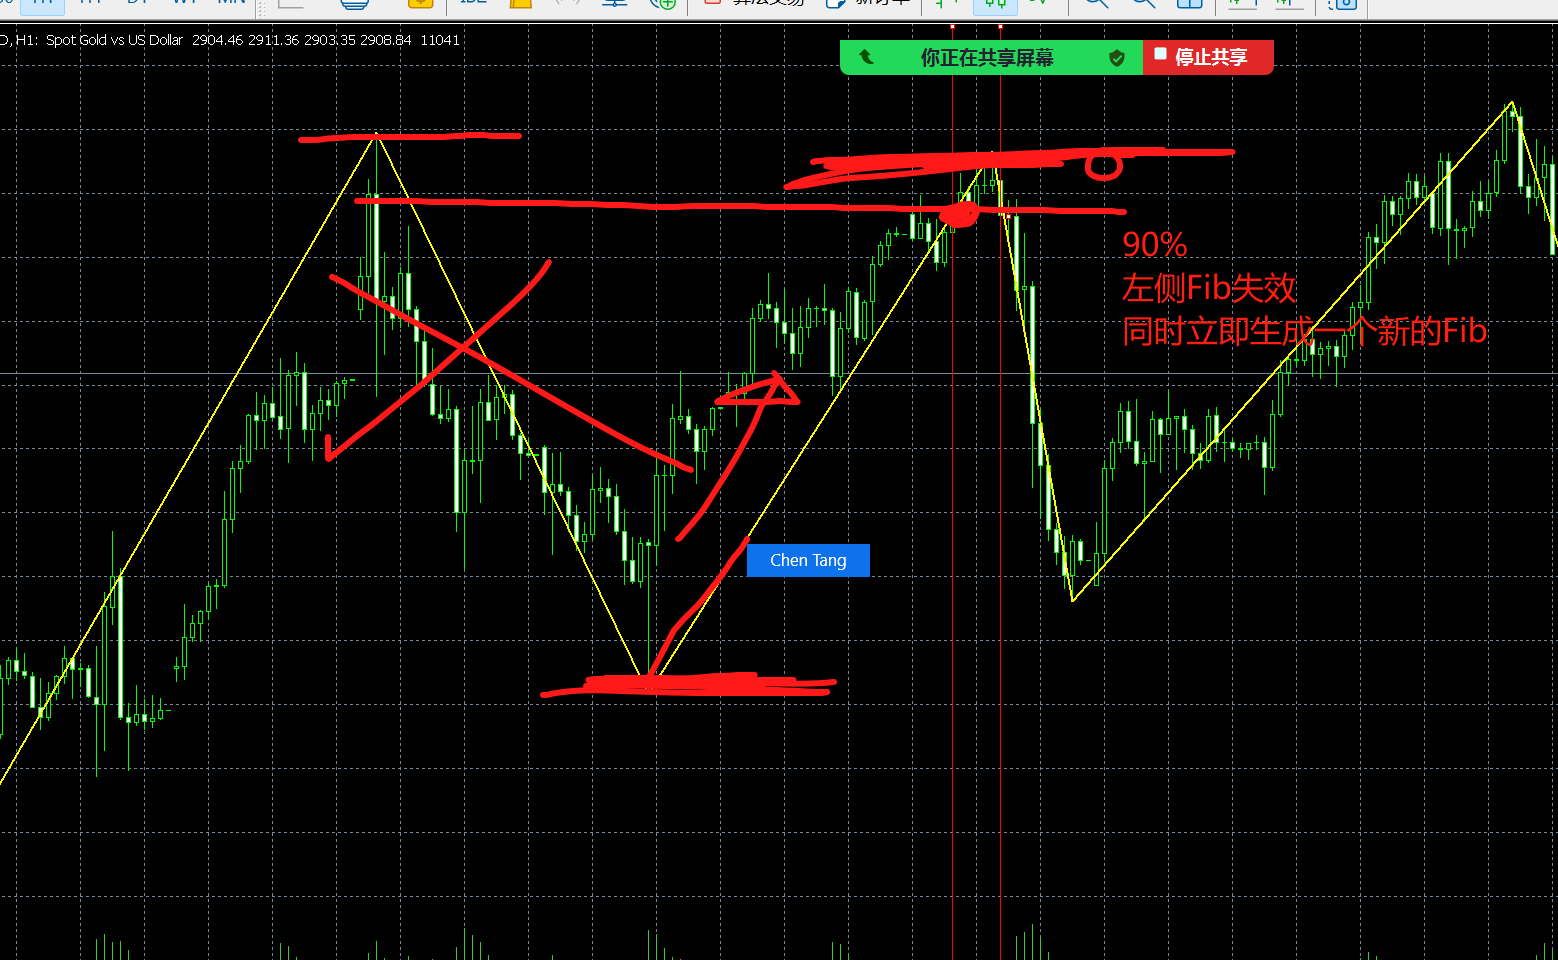 H1: Spot Gold vs US Dollar 2904.46 2911.36 2903.35 2908.84 11041
你正在共享屏幕
停止共享
90%
左侧Fib失效
同时立即生成一个新的Fib
Chen Tang